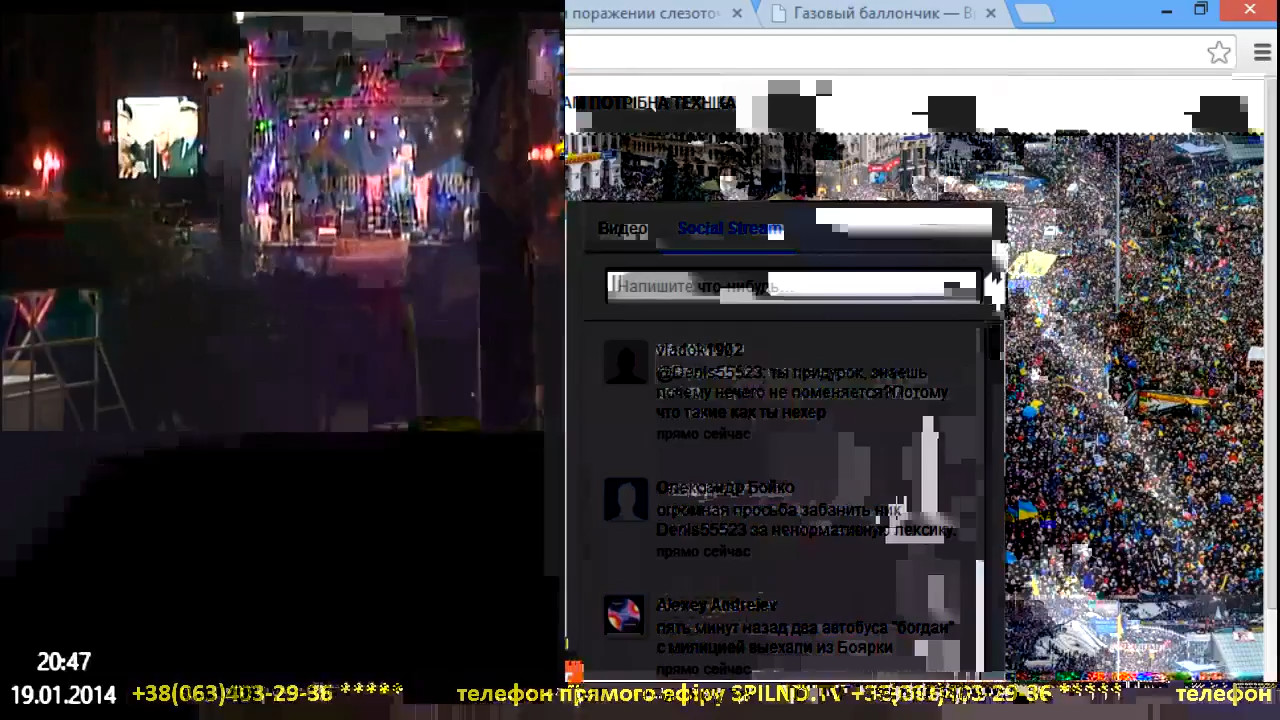 поражении слезоточ
Газовый баллончик — В
ПОТРІБНА ТЕХНІКА
Видео
Social Stream
Напишите что-нибудь...
vladok1992
@Denis55523: ты придурок, знаешь
почему нечего не поменяется?Потому
что такие как ты нехер
прямо сейчас
Олександр Бойко
огромная просьба забанить ник
Denis55523 за ненормативную лексику.
прямо сейчас
Alexey Andreiev
пять минут назад два автобуса "богдан"
с милицией выехали из Боярки
прямо сейчас
20:47
19.01.2014
+38(063)403-29-36 ***** телефон прямого эфіру SPILNO.TV телефон